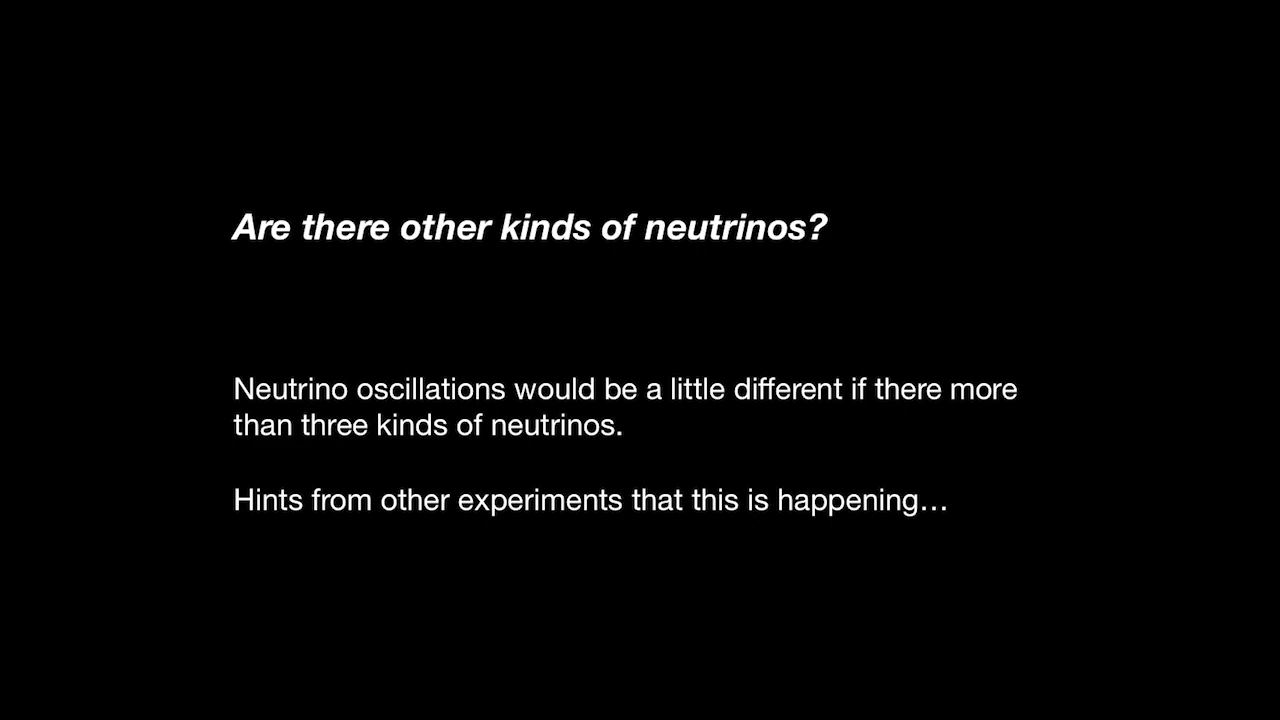 Are there other kinds of neutrinos?
Neutrino oscillations would be a little different if there more
than three kinds of neutrinos.
Hints from other experiments that this is happening…